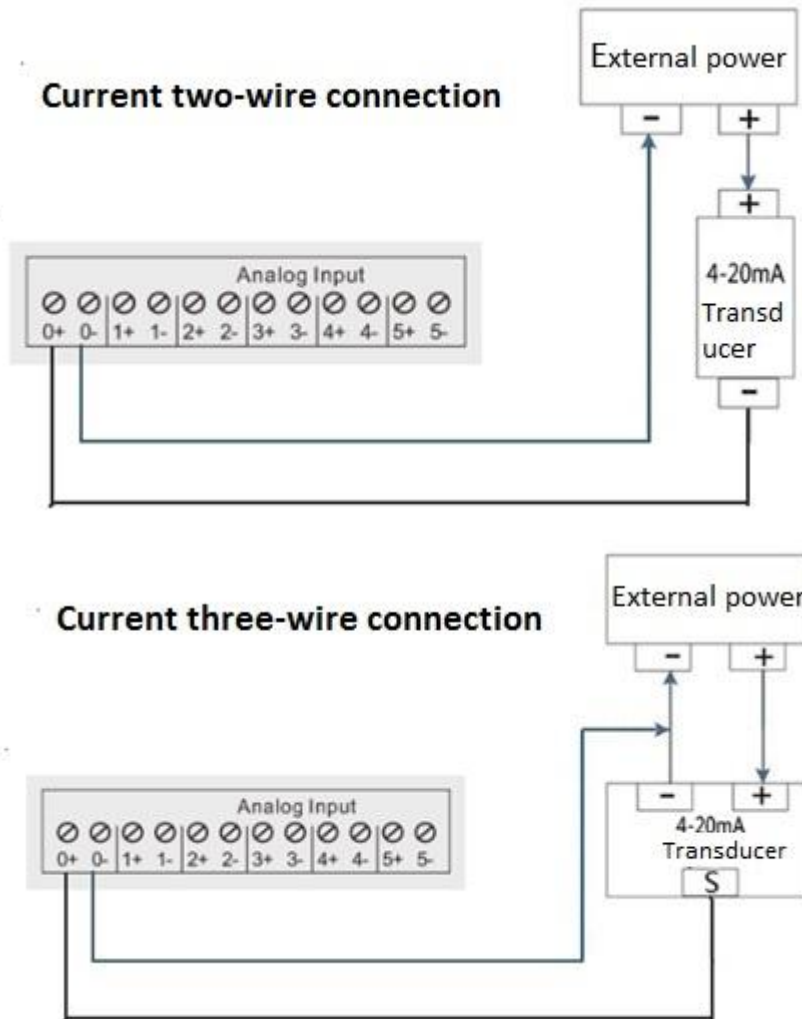 External power
Current two-wire connection
- +
+
Analog Input
0+ 0- 1+ 1- 2+ 2- 3+ 3- 4+ 4- 5+ 5-
4-20mA
Transd
ucer
-
External power
Current three-wire connection
- +
- +
Analog Input
0+ 0- 1+ 1- 2+ 2- 3+ 3- 4+ 4- 5+ 5-
4-20mA
Transducer
S